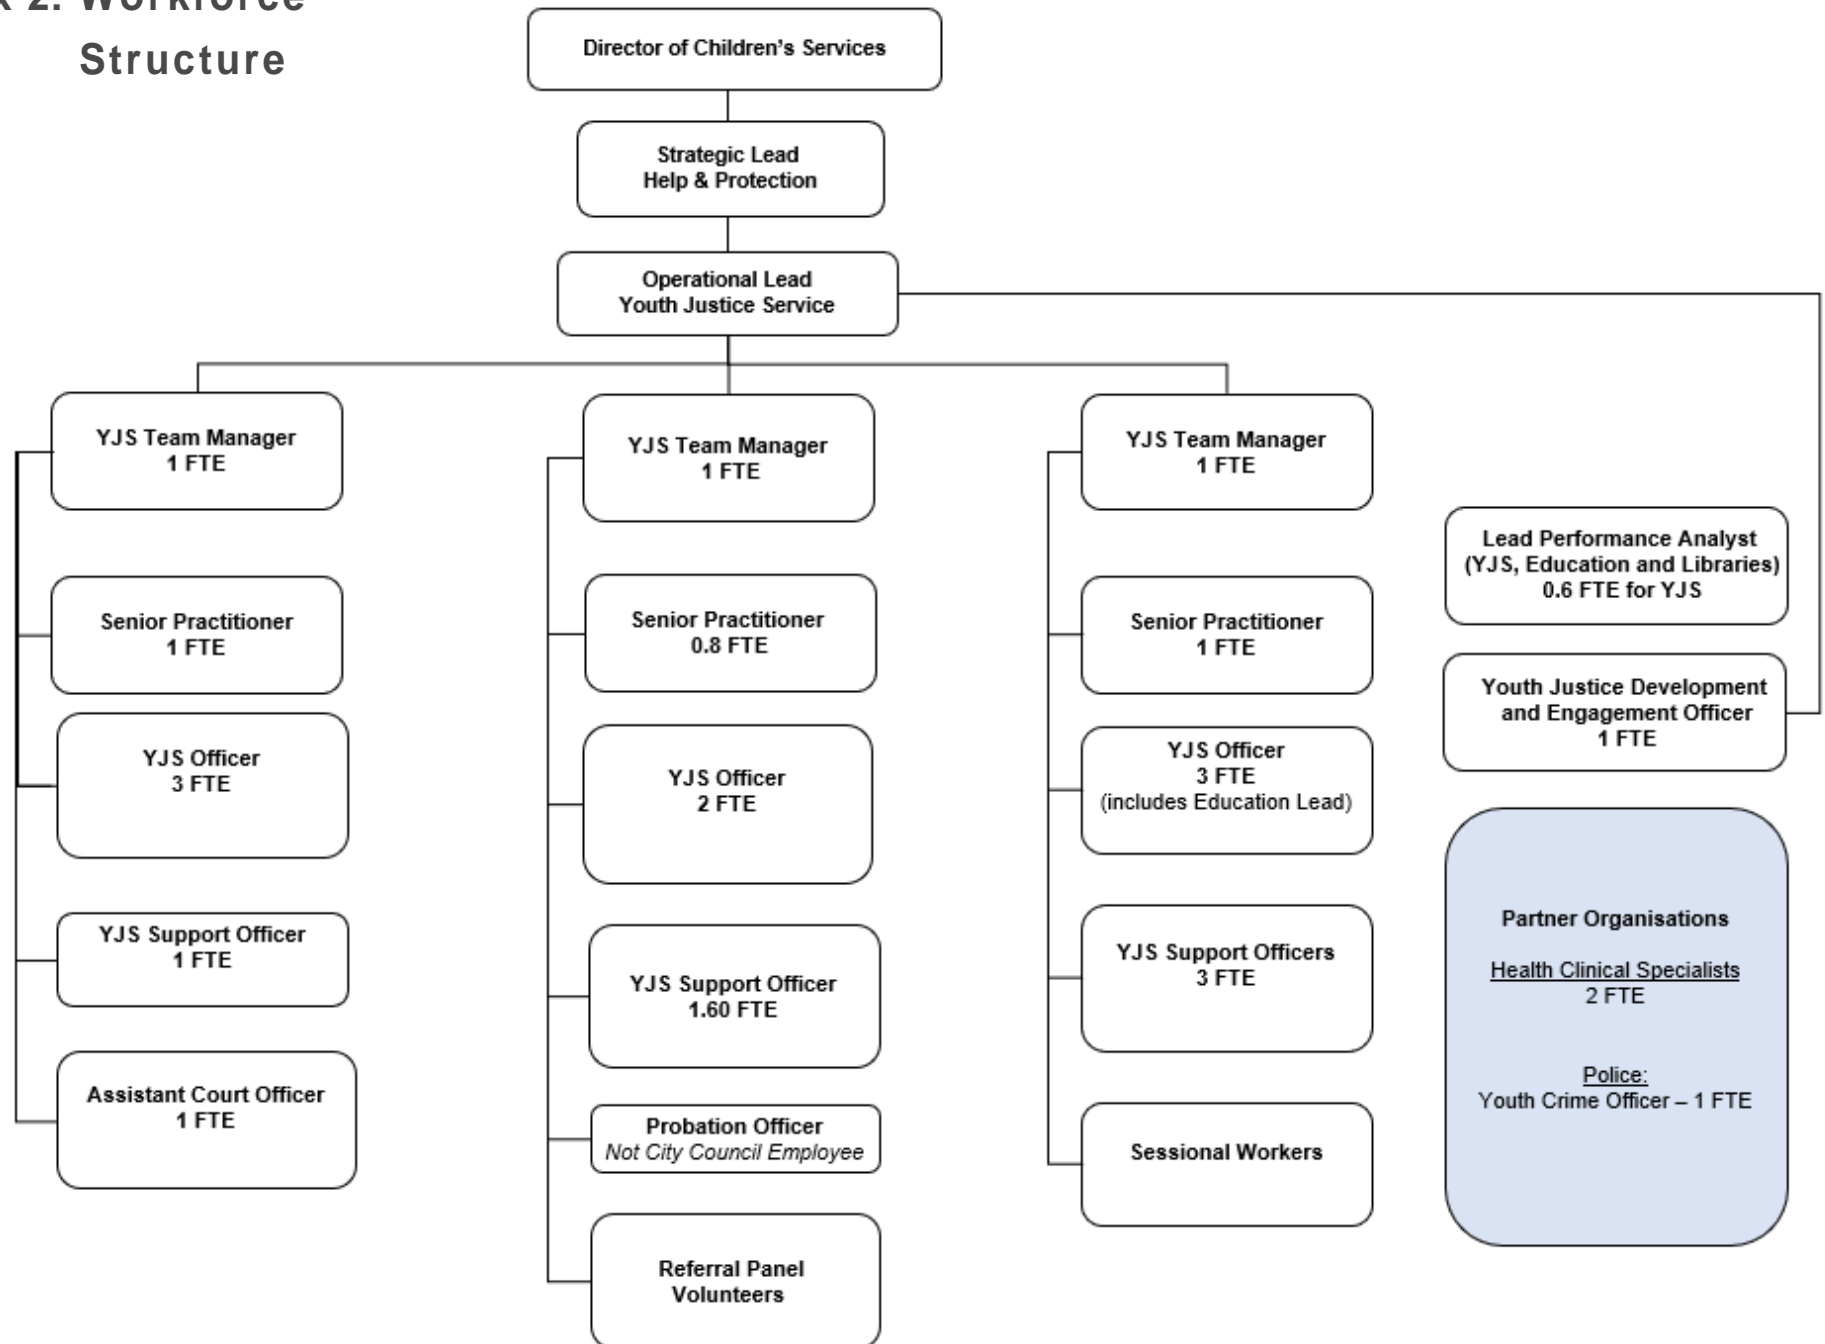 x 2. Workforce
Structure
Director of Children’s Services
Strategic Lead
Help & Protection
Operational Lead
Youth Justice Service
YJS Team Manager
1 FTE
Senior Practitioner
1 FTE
YJS Officer
3 FTE
YJS Support Officer
1 FTE
Assistant Court Officer
1 FTE
YJS Team Manager
1 FTE
Senior Practitioner
0.8 FTE
YJS Officer
2 FTE
YJS Support Officer
1.60 FTE
Probation Officer
Not City Council Employee
Referral Panel
Volunteers
YJS Team Manager
1 FTE
Senior Practitioner
1 FTE
YJS Officer
3 FTE
(includes Education Lead)
YJS Support Officers
3 FTE
Sessional Workers
Lead Performance Analyst
(YJS, Education and Libraries)
0.6 FTE for YJS
Youth Justice Development
and Engagement Officer
1 FTE
Partner Organisations
Health Clinical Specialists
2 FTE
Police:
Youth Crime Officer – 1 FTE